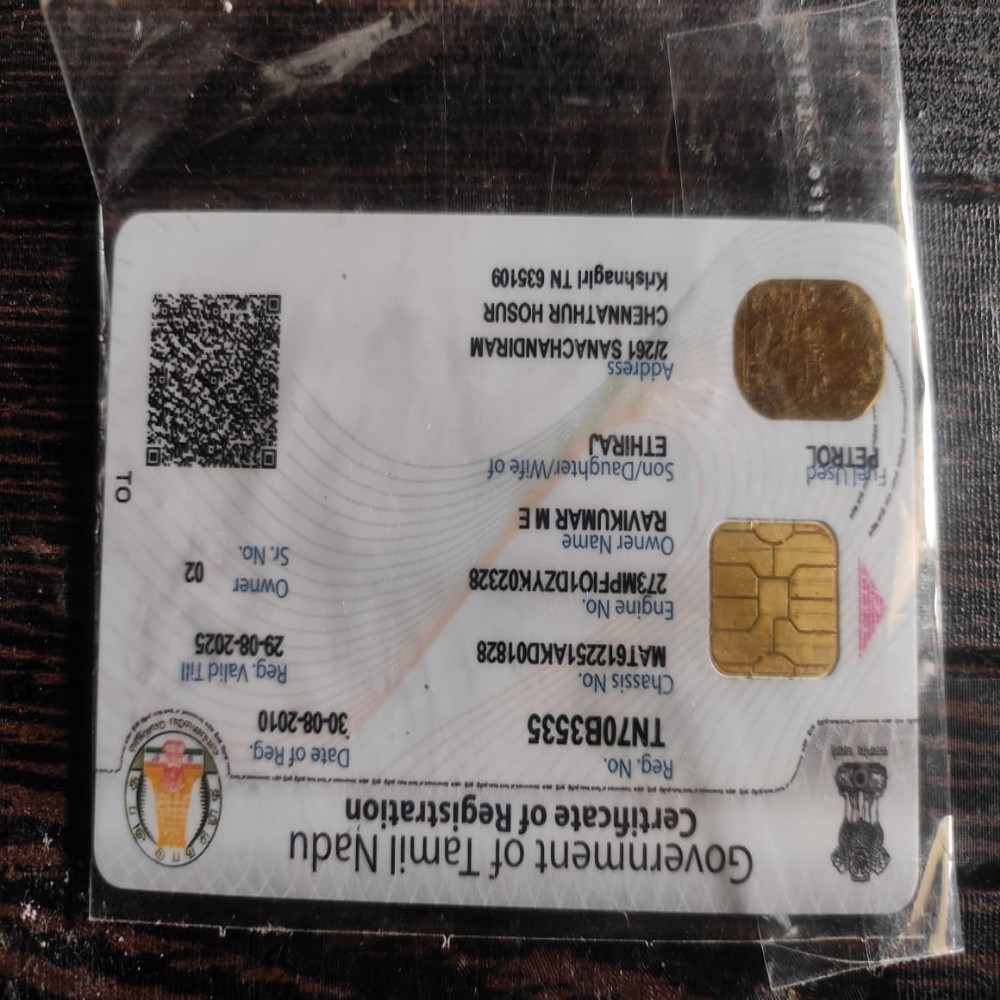 Government of Tamil Nadu
Certificate of Registration
Reg. No.
TN70B3535
Date of Reg.
30-08-2010
Chassis No.
MAT612251AKD01828
Reg. Valid Till
29-08-2025
Engine No.
273MPFI01DZYK02328
Owner
Sr. No.
02
Owner Name
RAVIKUMAR M E
Son/Daughter/Wife of
ETHIRAJ
Fuel Used
PETROL
Address
2/261 SANACHANDIRAM
CHENNATHUR HOSUR
Krishnagiri TN 635109
TO